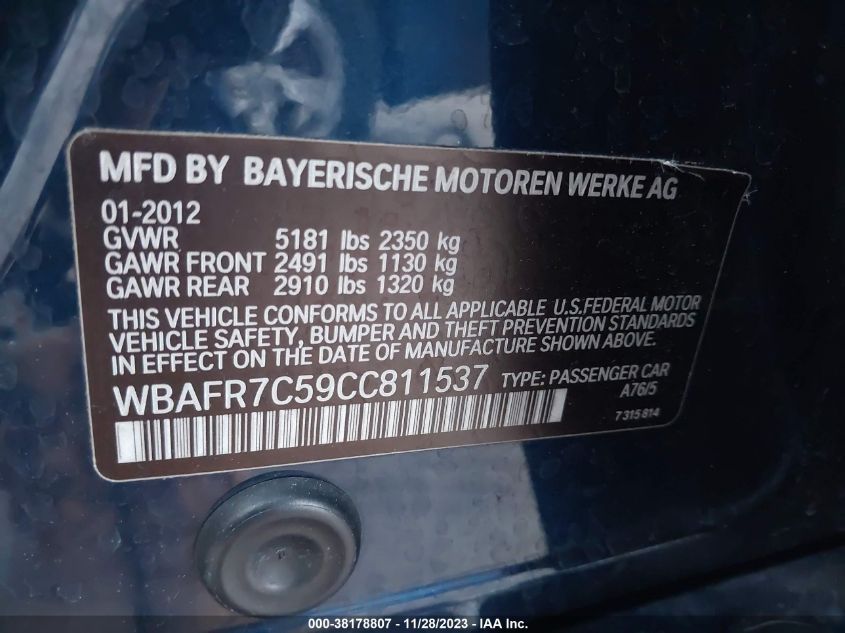 MFD BY BAYERISCHE MOTOREN WERKE AG
01-2012
GVWR 5181 lbs 2350 kg
GAWR FRONT 2491 lbs 1130 kg
GAWR REAR 2910 lbs 1320 kg
THIS VEHICLE CONFORMS TO ALL APPLICABLE U.S.FEDERAL MOTOR
VEHICLE SAFETY, BUMPER AND THEFT PREVENTION STANDARDS
IN EFFECT ON THE DATE OF MANUFACTURE SHOWN ABOVE.
WBAFR7C59CC811537 TYPE: PASSENGER CAR
A76/5
7 315 814
000-38178807 - 11/28/2023 - Copyright © 2023 - IAA, Inc.